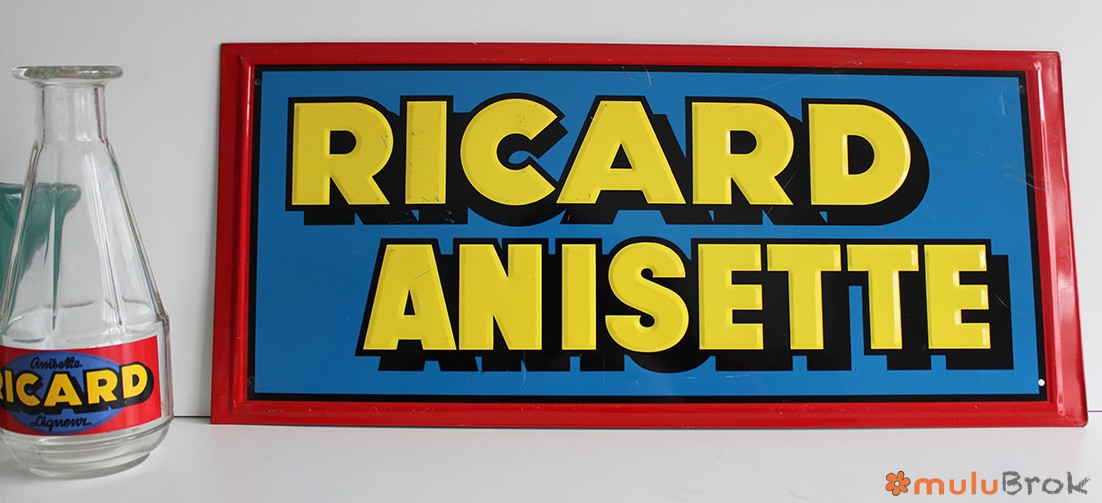 RICARD
ANISETTE
Anisette
RICARD
Liqueur
muluBrok